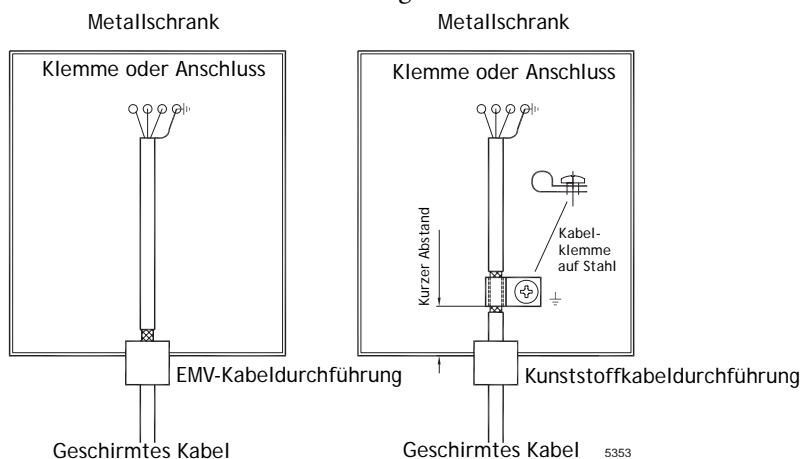 Metallschrank
Klemme oder Anschluss
EMV-Kabeldurchführung
Geschirmtes Kabel
Metallschrank
Klemme oder Anschluss
Kurzer Abstand
Kabel-
klemme
auf Stahl
Kunststoffkabeldurchführung
Geschirmtes Kabel
5353